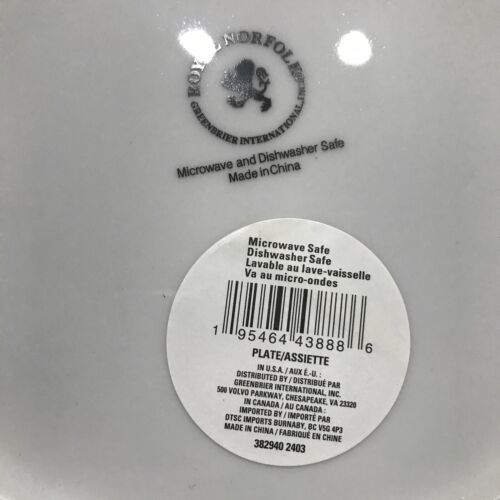 ROYAL NORFOLK
GREENBRIER INTERNATIONAL, INC.
Microwave and Dishwasher Safe
Made in China
Microwave Safe
Dishwasher Safe
Lavable au lave-vaisselle
Va au micro-ondes
1 95464 43888 6
PLATE/ASSIETTE
IN U.S.A. / AUX É.-U. :
DISTRIBUTED BY / DISTRIBUÉ PAR
GREENBRIER INTERNATIONAL, INC.
500 VOLVO PARKWAY, CHESAPEAKE, VA 23320
IN CANADA / AU CANADA :
IMPORTED BY / IMPORTÉ PAR
DTSC IMPORTS BURNABY, BC V5G 4P3
MADE IN CHINA / FABRIQUÉ EN CHINE
382940 2403